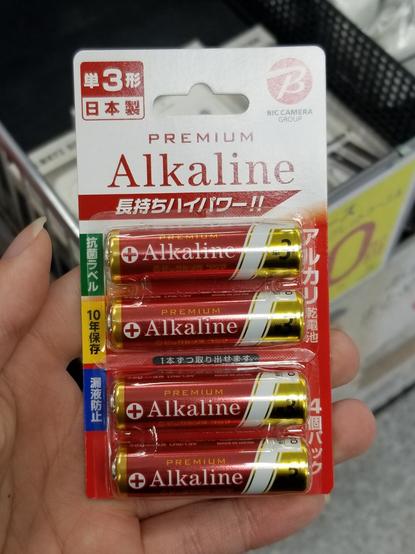 単3形
日本製
BIC CAMERA
GROUP
PREMIUM
Alkaline
長持ちハイパワー!!
抗菌ラベル
10年保存
漏液防止
アルカリ乾電池
4個パック
PREMIUM
Alkaline
単3
PREMIUM
Alkaline
1本ずつ取り出せます。
PREMIUM
Alkaline
PREMIUM
Alkaline